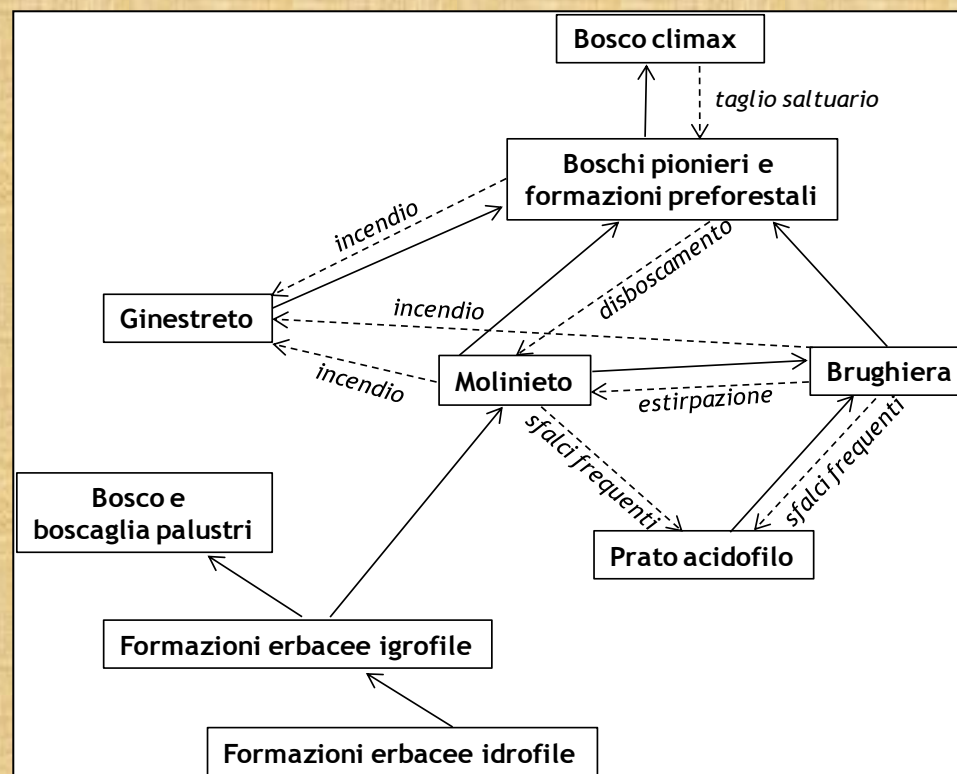 Bosco climax
taglio saltuario
Boschi pionieri e
formazioni preforestali
incendio
disboscamento
Ginestreto
incendio
incendio
Molinieto
Brughiera
estirpazione
sfalci frequenti
sfalci frequenti
Bosco e
boscaglia palustri
Prato acidofilo
Formazioni erbacee igrofile
Formazioni erbacee idrofile